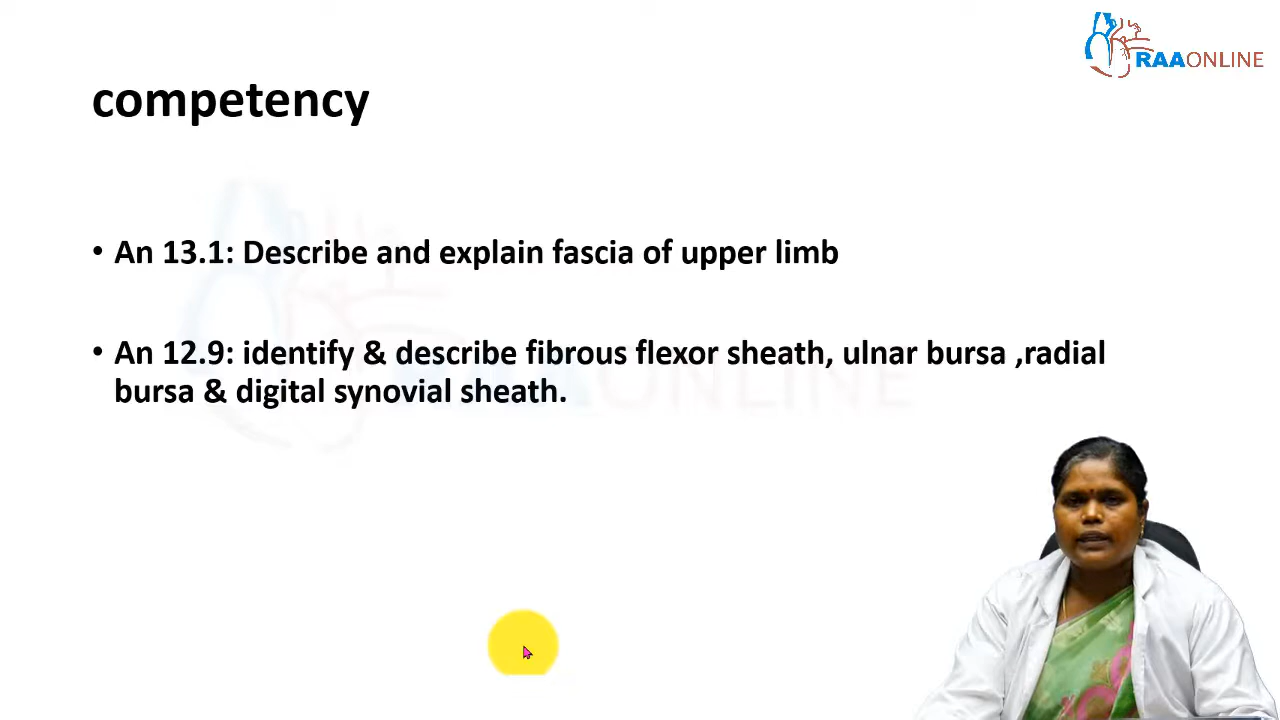 RAAONLINE
competency
• An 13.1: Describe and explain fascia of upper limb
• An 12.9: identify & describe fibrous flexor sheath, ulnar bursa ,radial
bursa & digital synovial sheath.
ONLINE